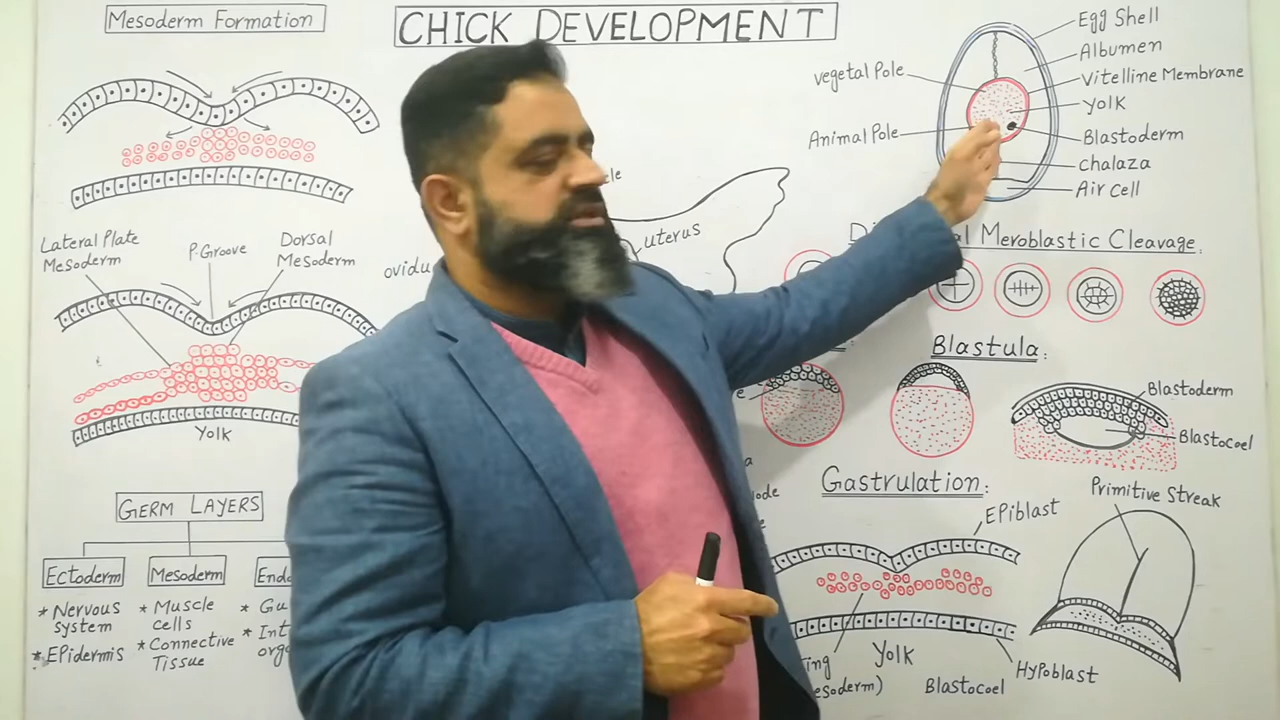 Mesoderm Formation
CHICK DEVELOPMENT
Egg Shell
Albumen
Vitelline Membrane
Yolk
Blastoderm
Chalaza
Air Cell
vegetal Pole
Animal Pole
uterus
Lateral Plate
Mesoderm
P.Groove
Dorsal
Mesoderm
Yolk
Meroblastic Cleavage
Blastula:
Blastoderm
Blastocoel
Gastrulation:
EPiblast
Primitive Streak
Yolk
Blastocoel
HyPoblast
GERM LAYERS
Ectoderm
* Nervous
system
* EPidermis
Mesoderm
* Muscle
cells
* Connective
Tissue